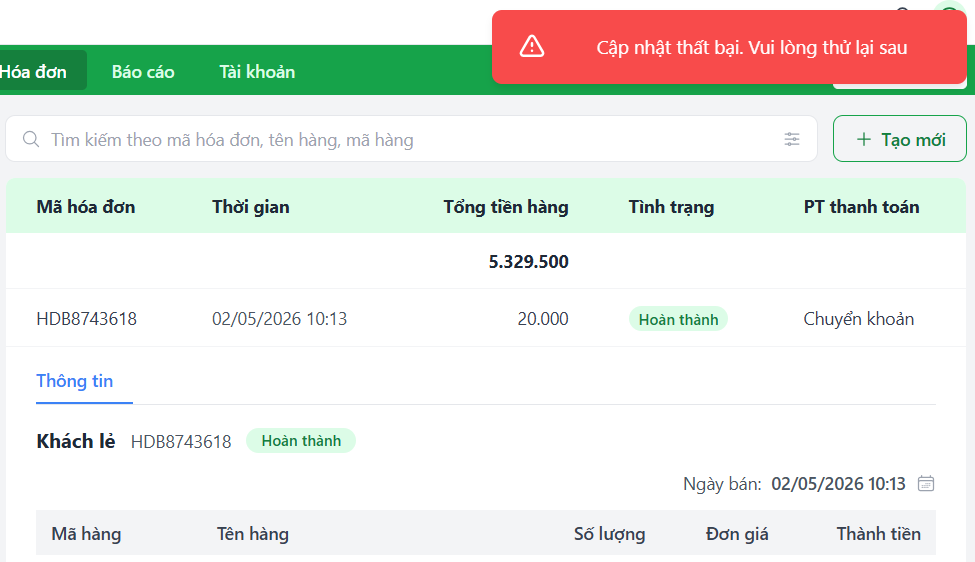 Cập nhật thất bại. Vui lòng thử lại sau
Hóa đơn Báo cáo Tài khoản
Tìm kiếm theo mã hóa đơn, tên hàng, mã hàng
Tạo mới
Mã hóa đơn Thời gian Tổng tiền hàng Tình trạng PT thanh toán
5.329.500
HDB8743618 02/05/2026 10:13 20.000 Hoàn thành Chuyển khoản
Thông tin
Khách lẻ HDB8743618 Hoàn thành
Ngày bán: 02/05/2026 10:13
Mã hàng Tên hàng Số lượng Đơn giá Thành tiền